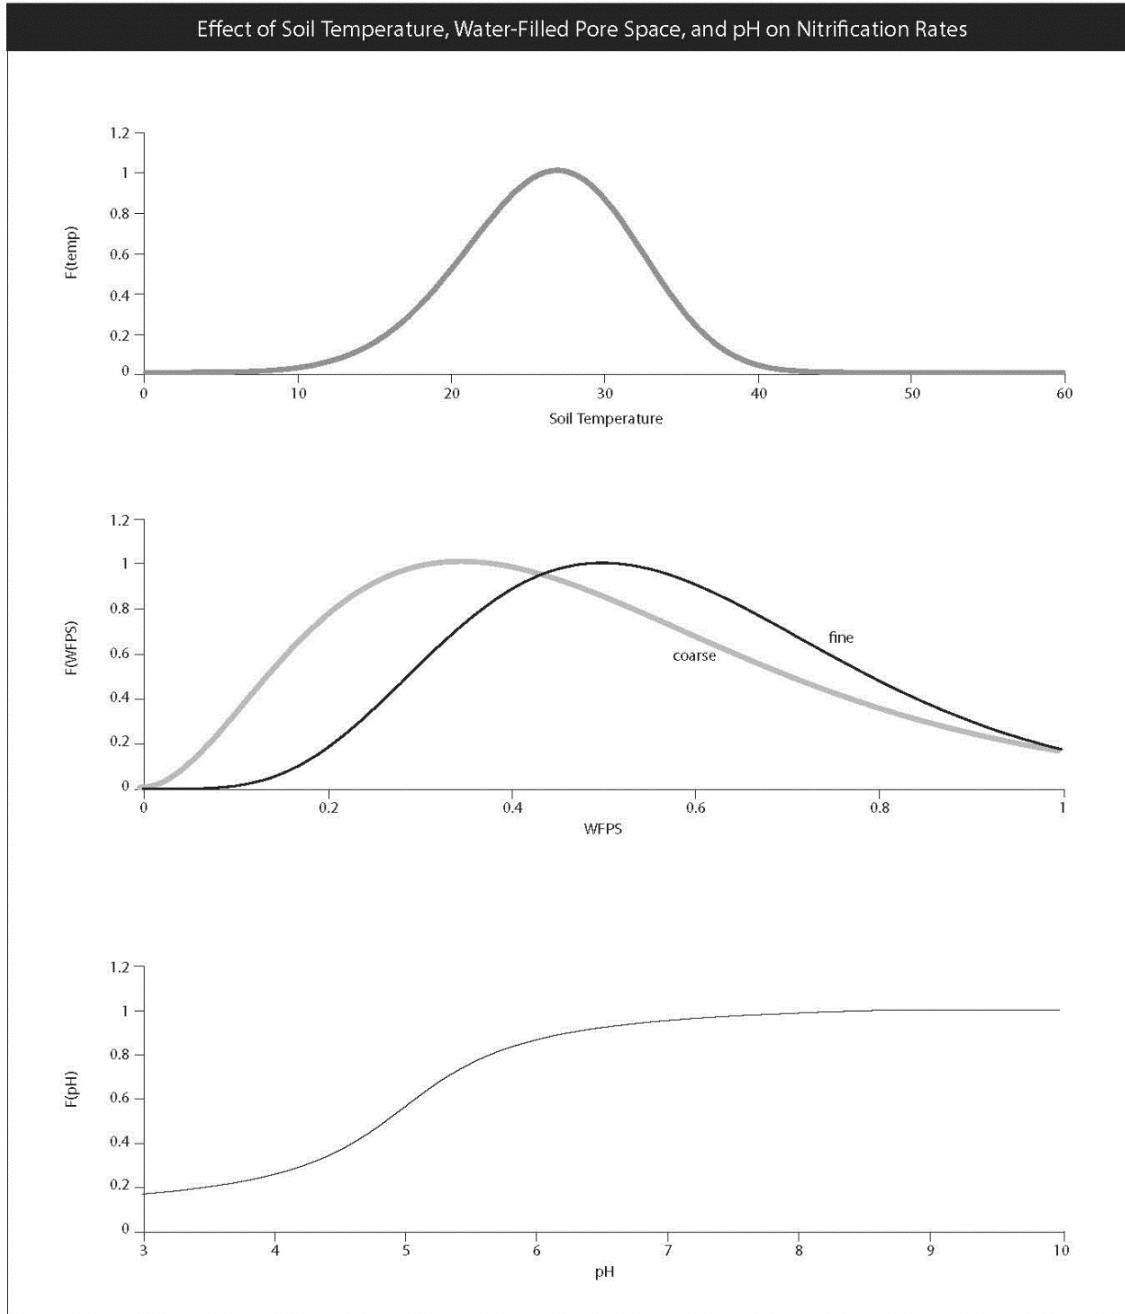 Effect of Soil Temperature, Water-Filled Pore Space, and pH on Nitrification Rates
1.2
1
0.8
0.6
0.4
0.2
0
F(temp)
0 10 20 30 40 50 60
Soil Temperature
1.2
1
0.8
0.6
0.4
0.2
0
F(WFPS)
fine
coarse
0 0.2 0.4 0.6 0.8 1
WFPS
1.2
1
0.8
0.6
0.4
0.2
0
F(pH)
3 4 5 6 7 8 9 10
pH